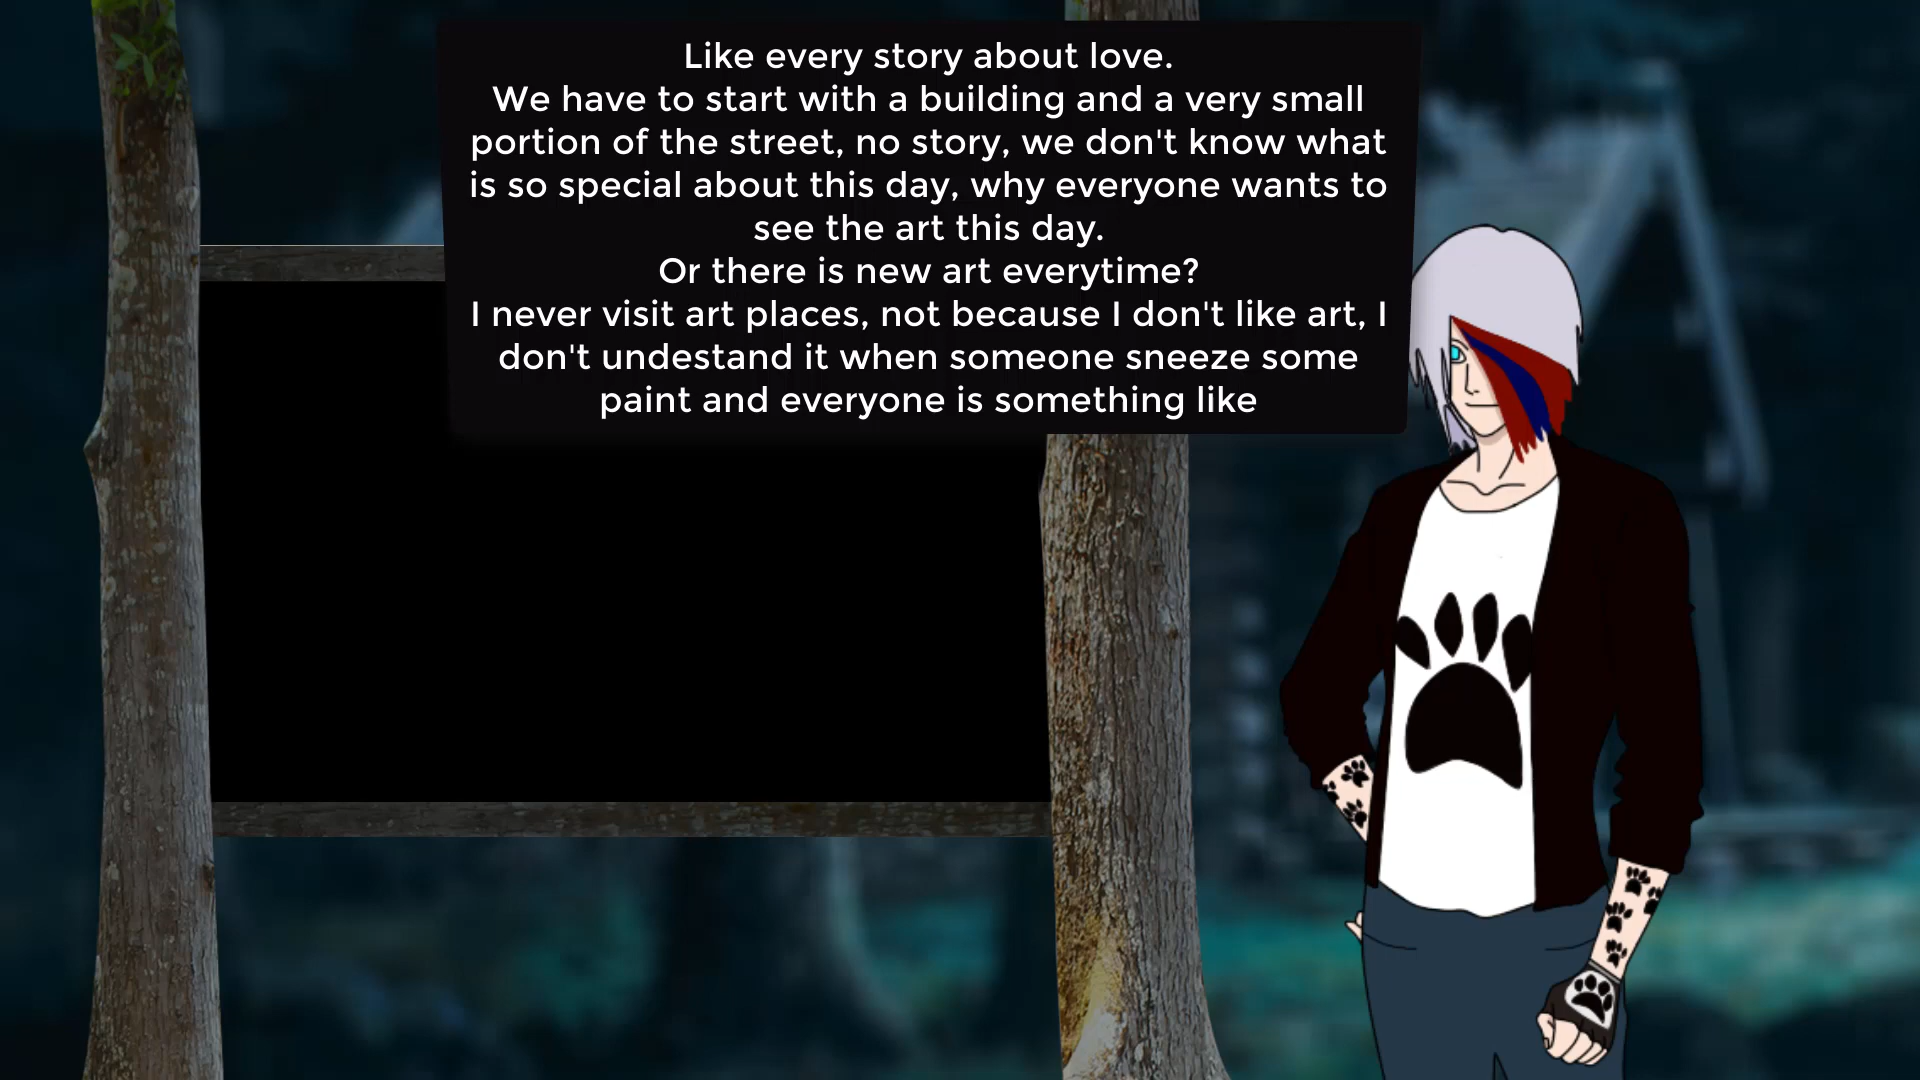 Like every story about love.
We have to start with a building and a very small
portion of the street, no story, we don't know what
is so special about this day, why everyone wants to
see the art this day.
Or there is new art everytime?
I never visit art places, not because I don't like art, I
don't undestand it when someone sneeze some
paint and everyone is something like